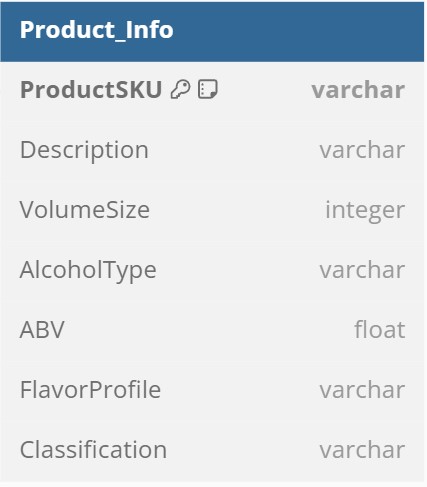 Product_Info
ProductSKU varchar
Description varchar
VolumeSize integer
AlcoholType varchar
ABV float
FlavorProfile varchar
Classification varchar